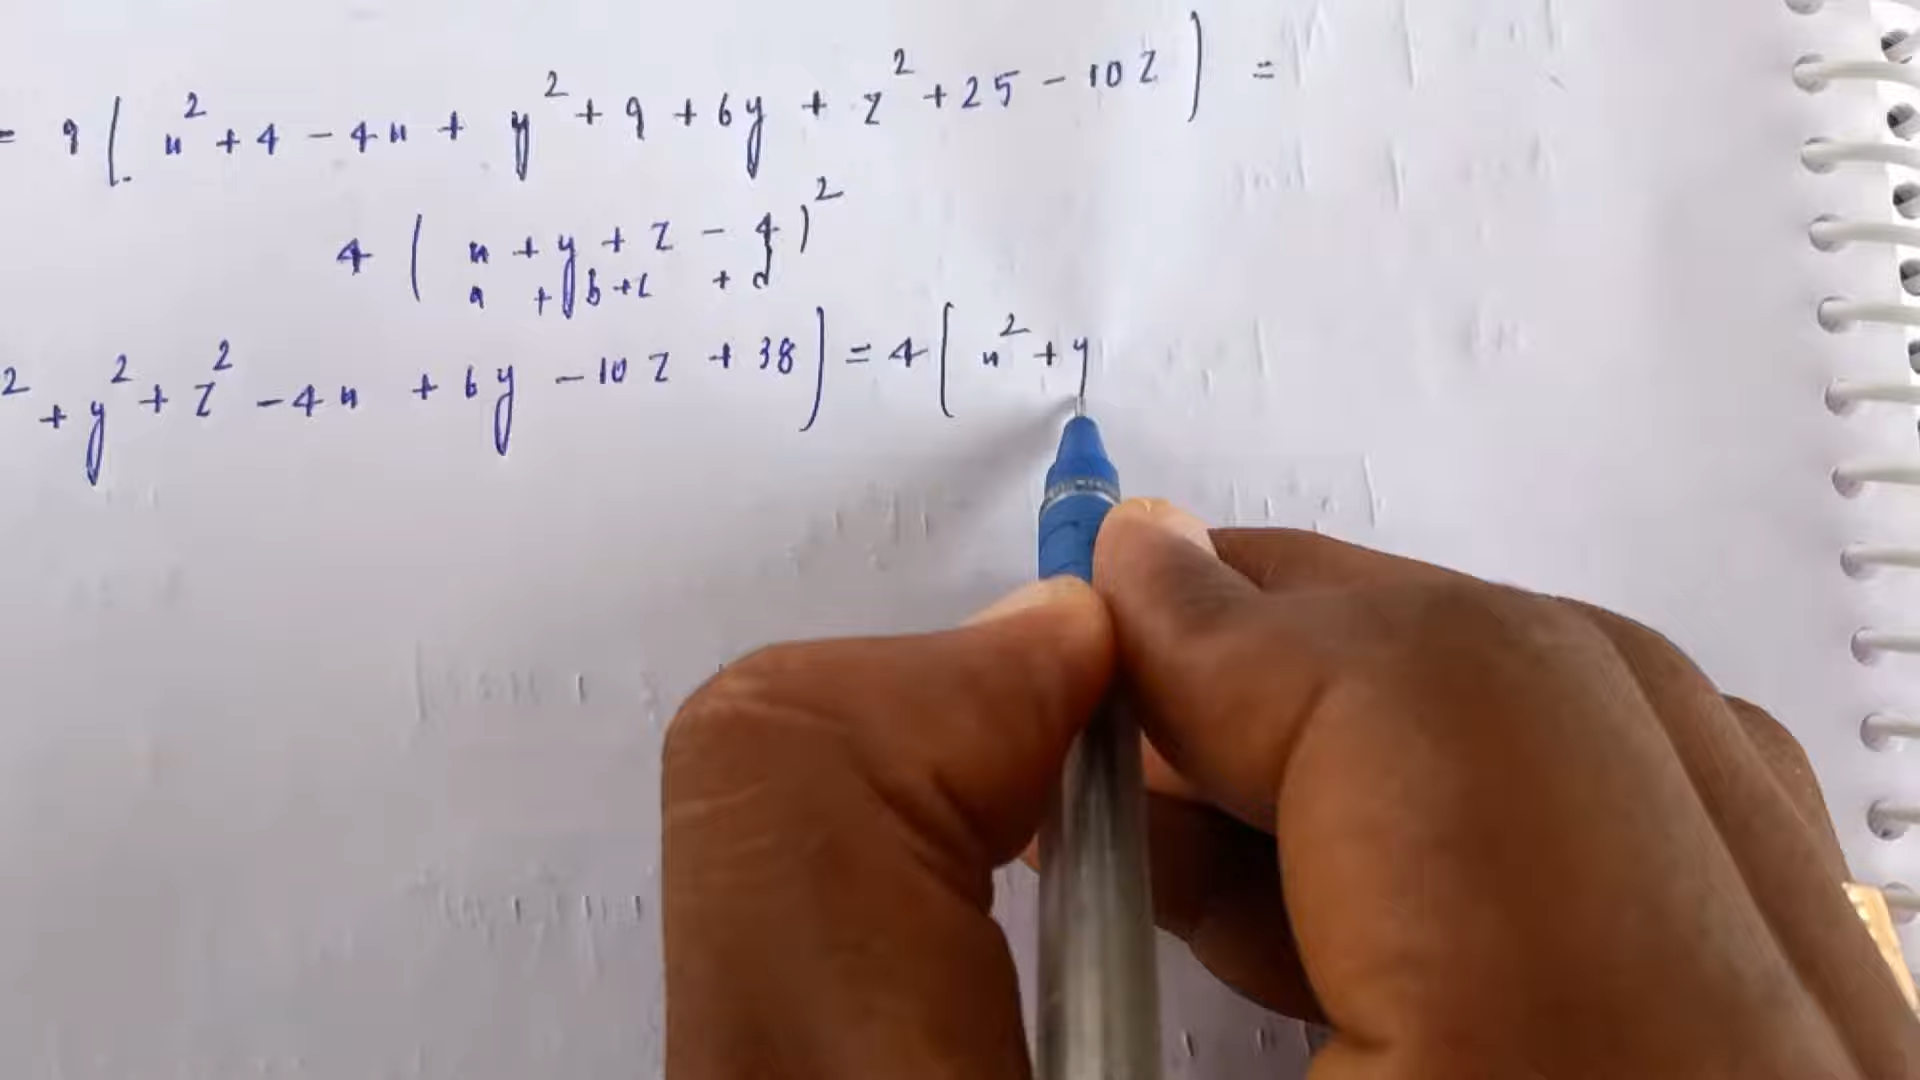 = 9 [ x² + 4 - 4x + y² + 9 + 6y + z² + 25 - 10z ) =
4 ( x + y + z - 4 )²
a + b + c + d
² + y² + z² - 4x + 6y - 10z + 38 ] = 4 [ x² + y